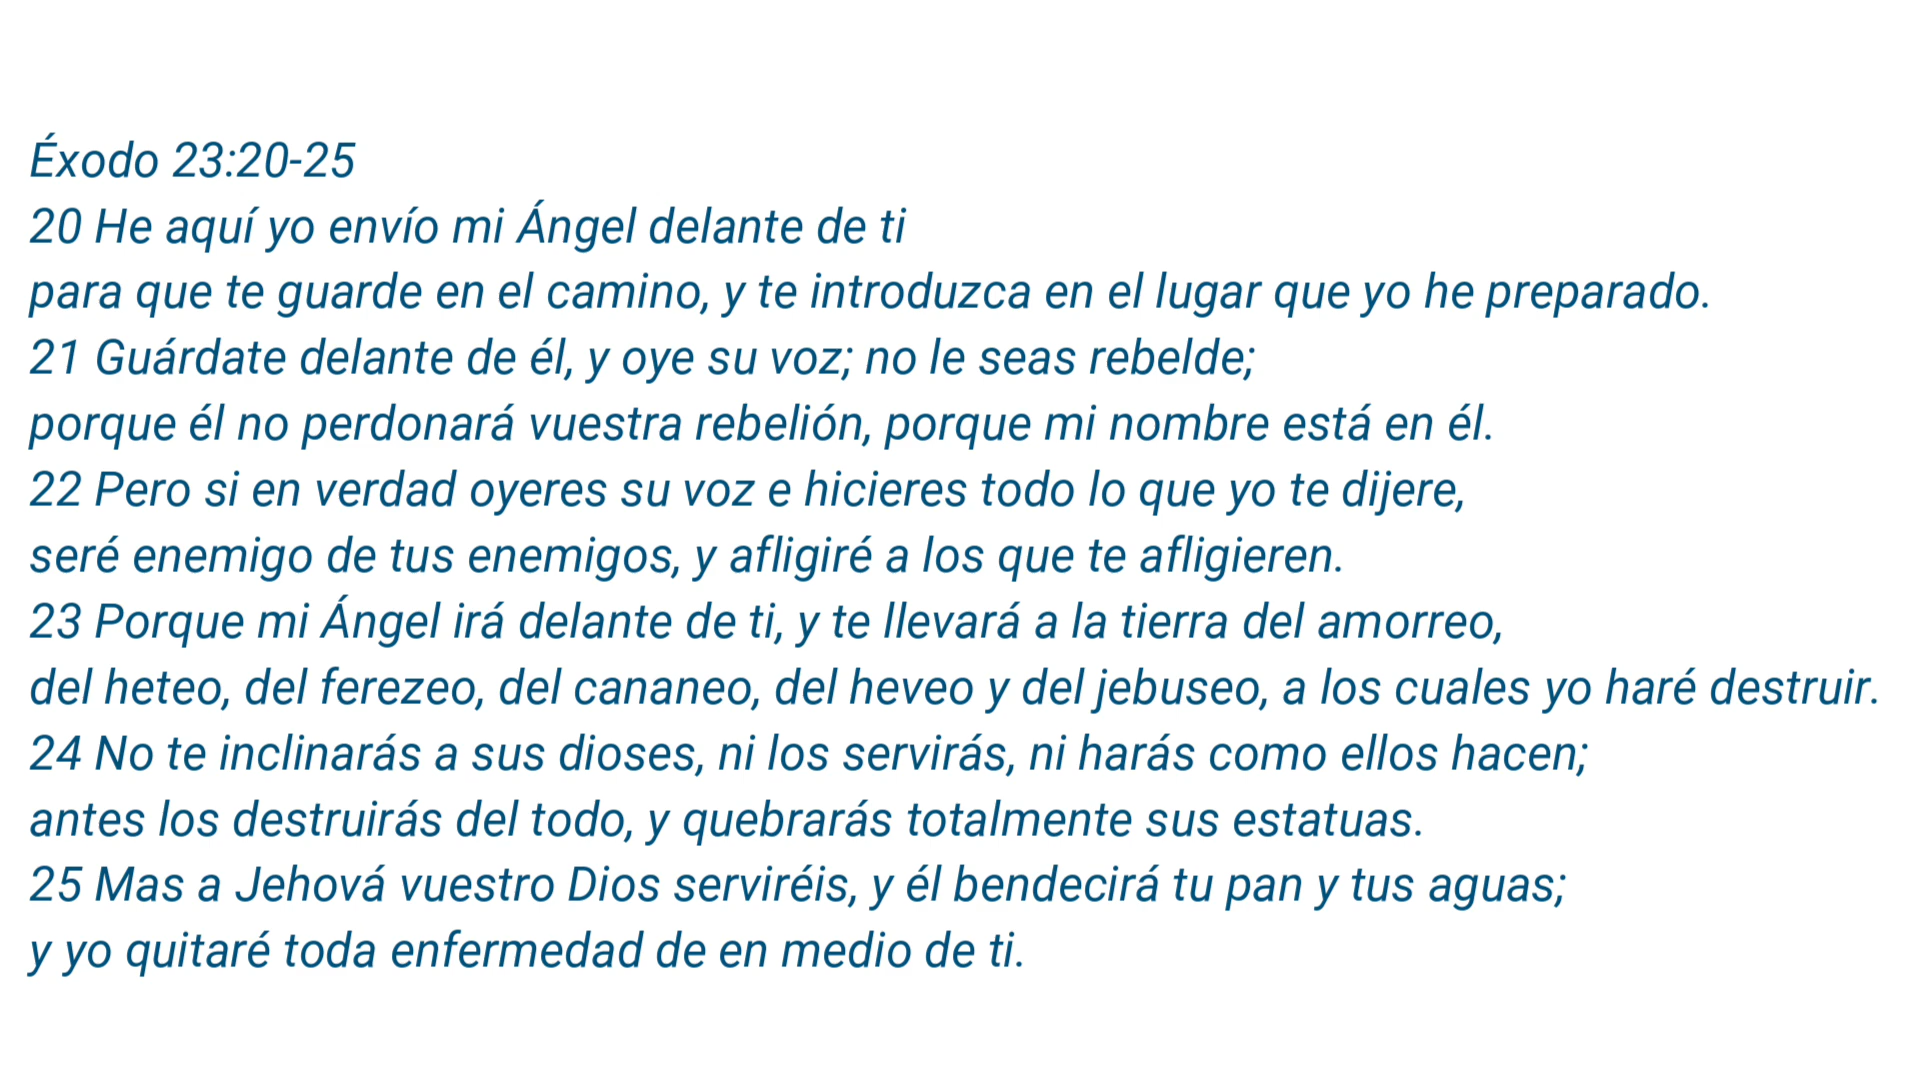 Éxodo 23:20-25
20 He aquí yo envío mi Ángel delante de ti
para que te guarde en el camino, y te introduzca en el lugar que yo he preparado.
21 Guárdate delante de él, y oye su voz; no le seas rebelde;
porque él no perdonará vuestra rebelión, porque mi nombre está en él.
22 Pero si en verdad oyeres su voz e hicieres todo lo que yo te dijere,
seré enemigo de tus enemigos, y afligiré a los que te afligieren.
23 Porque mi Ángel irá delante de ti, y te llevará a la tierra del amorreo,
del heteo, del ferezeo, del cananeo, del heveo y del jebuseo, a los cuales yo haré destruir.
24 No te inclinarás a sus dioses, ni los servirás, ni harás como ellos hacen;
antes los destruirás del todo, y quebrarás totalmente sus estatuas.
25 Mas a Jehová vuestro Dios serviréis, y él bendecirá tu pan y tus aguas;
y yo quitaré toda enfermedad de en medio de ti.